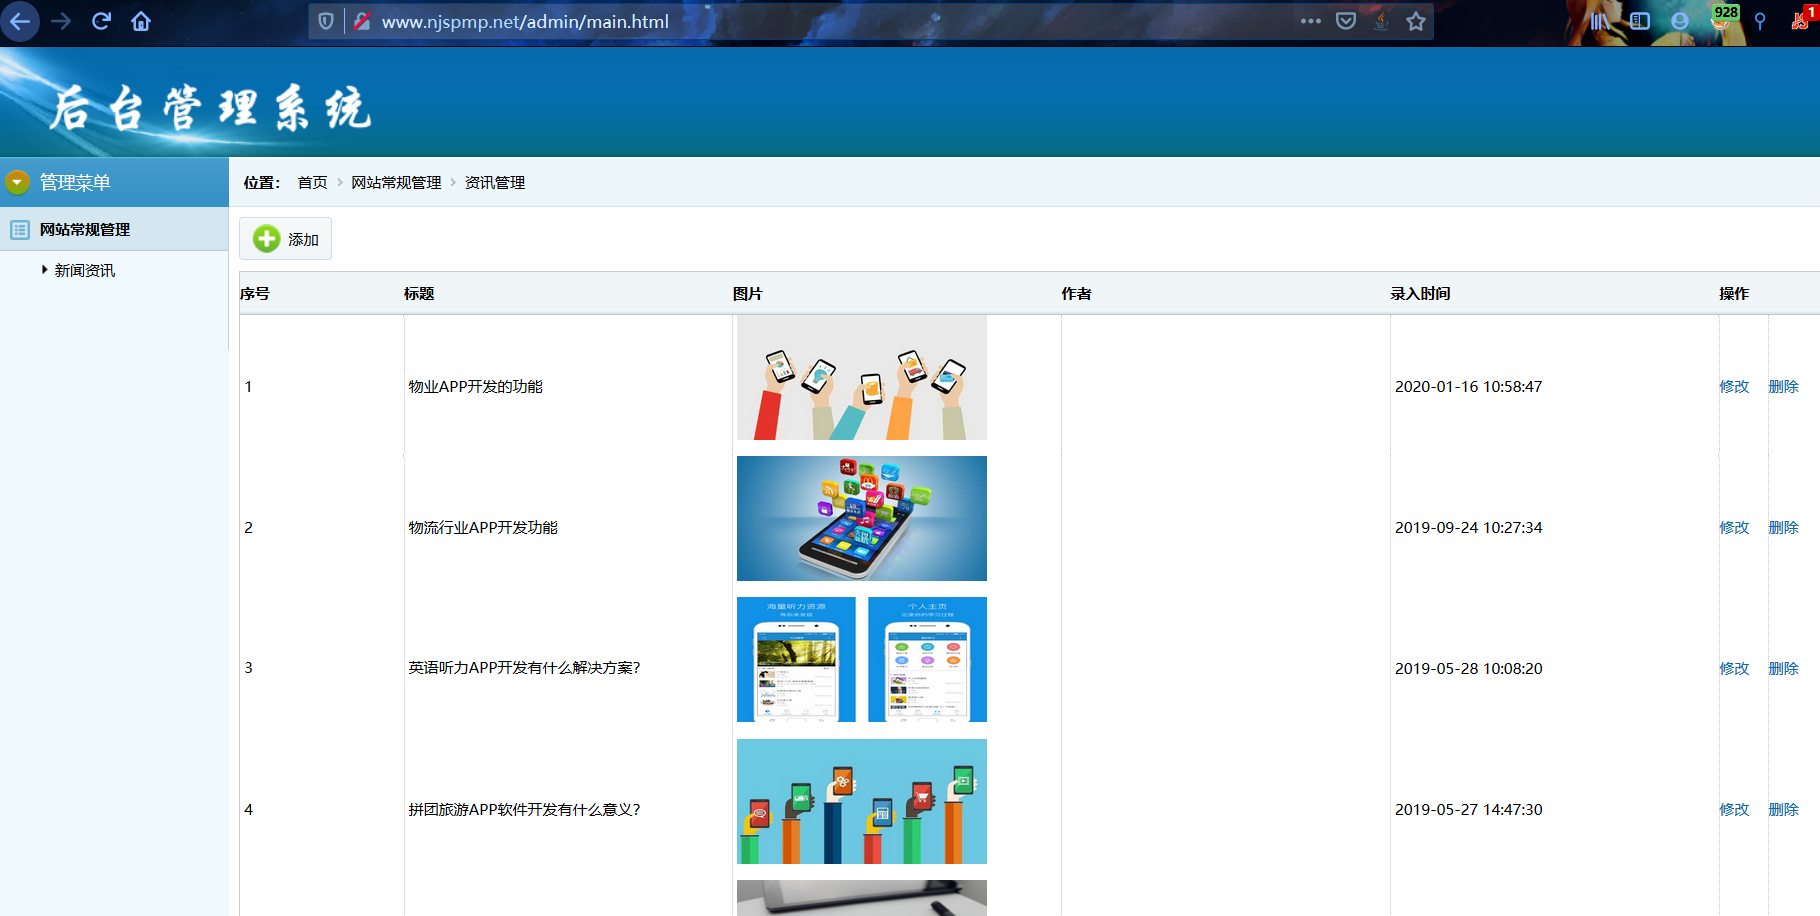 www.njspmp.net/admin/main.html
928
1
后台管理系统
管理菜单
位置： 首页 网站常规管理 资讯管理
网站常规管理
添加
新闻资讯
序号 标题 图片 作者 录入时间 操作
1 物业APP开发的功能 2020-01-16 10:58:47 修改 删除
2 物流行业APP开发功能 2019-09-24 10:27:34 修改 删除
海量听力资源 个人主页
3 英语听力APP开发有什么解决方案？ 2019-05-28 10:08:20 修改 删除
4 拼团旅游APP软件开发有什么意义？ 2019-05-27 14:47:30 修改 删除